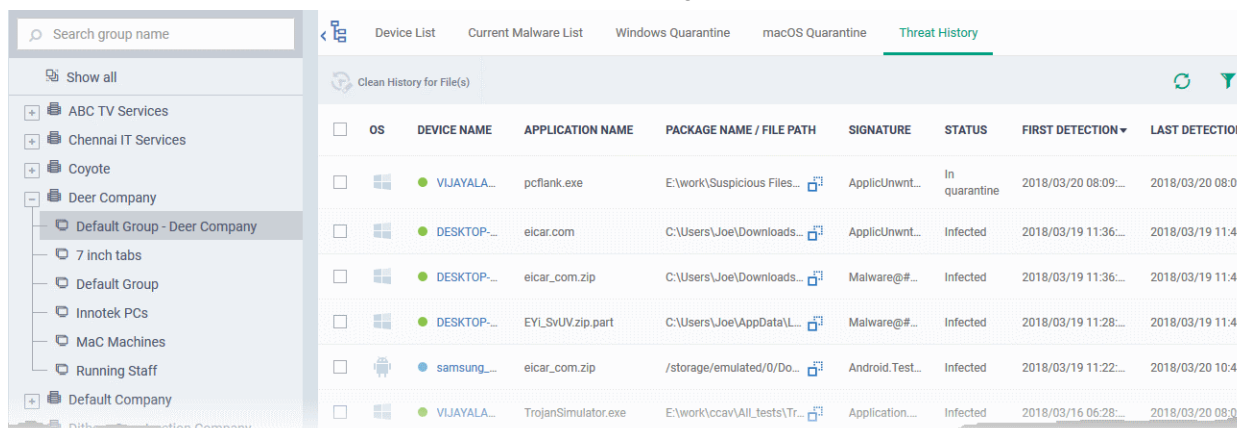 Search group name
Device List Current Malware List Windows Quarantine macOS Quarantine Threat History
Show all
Clean History for File(s)
ABC TV Services
Chennai IT Services
Coyote
Deer Company
Default Group - Deer Company
7 inch tabs
Default Group
Innotek PCs
MaC Machines
Running Staff
Default Company
OS DEVICE NAME APPLICATION NAME PACKAGE NAME / FILE PATH SIGNATURE STATUS FIRST DETECTION LAST DETECTION
VIJAYALA... pcflank.exe E:\work\Suspicious Files... ApplicUnwnt... In quarantine 2018/03/20 08:09:... 2018/03/20 08:0
DESKTOP-... eicar.com C:\Users\Joe\Downloads... ApplicUnwnt... Infected 2018/03/19 11:36:... 2018/03/19 11:4
DESKTOP-... eicar_com.zip C:\Users\Joe\Downloads... Malware@#... Infected 2018/03/19 11:36:... 2018/03/19 11:4
DESKTOP-... EYi_SvUV.zip.part C:\Users\Joe\AppData\L... Malware@#... Infected 2018/03/19 11:28:... 2018/03/19 11:4
samsung_... eicar_com.zip /storage/emulated/0/Do... Android.Test... Infected 2018/03/19 11:22:... 2018/03/20 10:4
VIJAYALA... TrojanSimulator.exe E:\work\ccav\All_tests\Tr... Application.... Infected 2018/03/16 06:28:... 2018/03/20 08:0